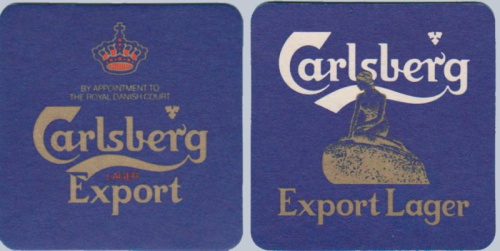 BY APPOINTMENT TO
THE ROYAL DANISH COURT
Carlsberg
LAGER
Export
Carlsberg
Export Lager